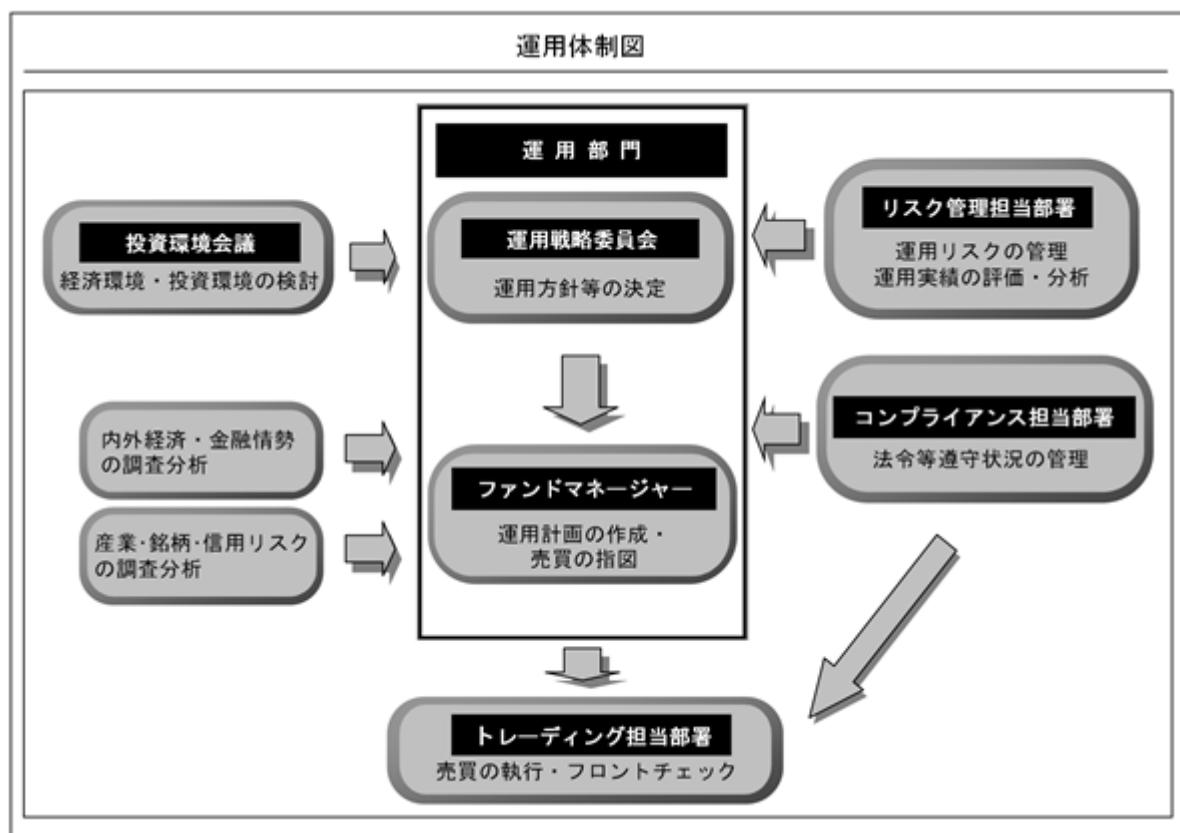 運用体制図
運用部門
投資環境会議
経済環境・投資環境の検討
運用戦略委員会
運用方針等の決定
リスク管理担当部署
運用リスクの管理
運用実績の評価・分析
内外経済・金融情勢
の調査分析
産業・銘柄・信用リスク
の調査分析
ファンドマネージャー
運用計画の作成・
売買の指図
コンプライアンス担当部署
法令等遵守状況の管理
トレーディング担当部署
売買の執行・フロントチェック